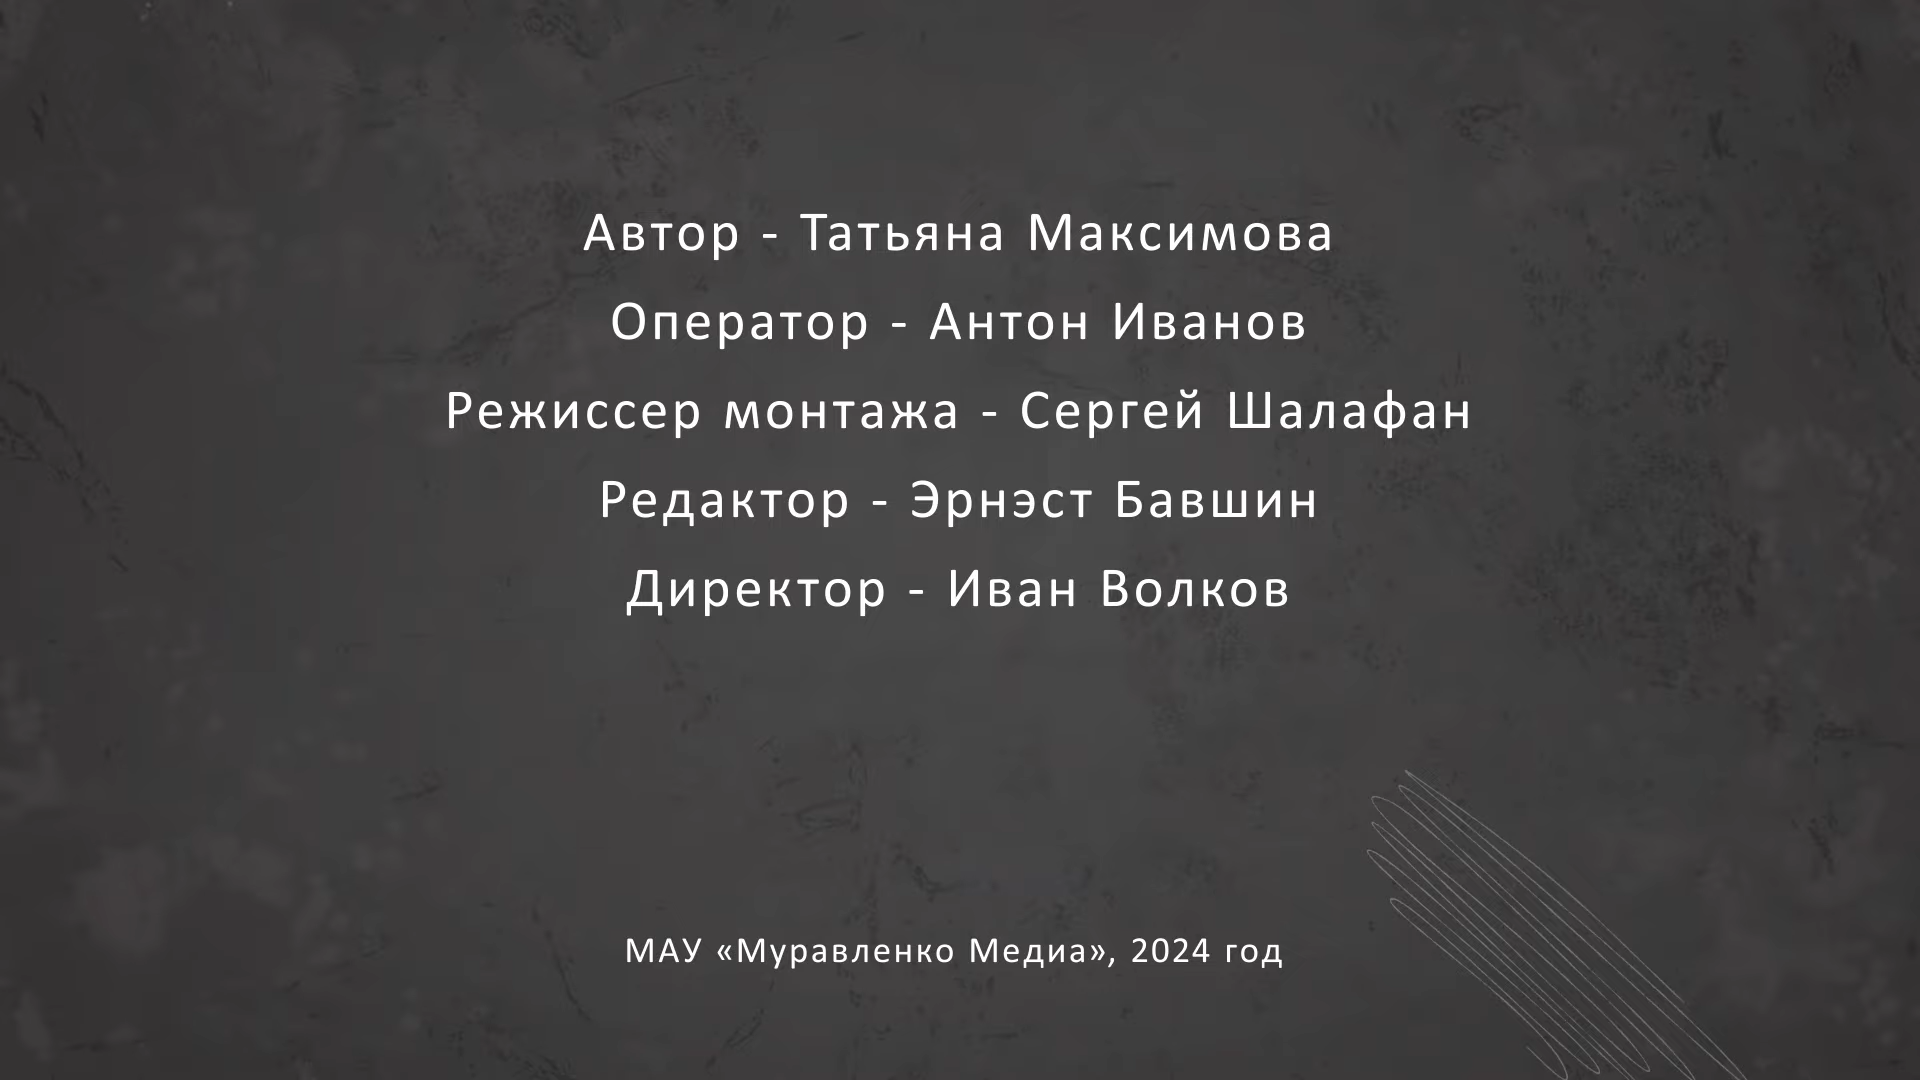 Автор - Татьяна Максимова
Оператор - Антон Иванов
Режиссер монтажа - Сергей Шалафан
Редактор - Эрнэст Бавшин
Директор - Иван Волков
МАУ «Муравленко Медиа», 2024 год